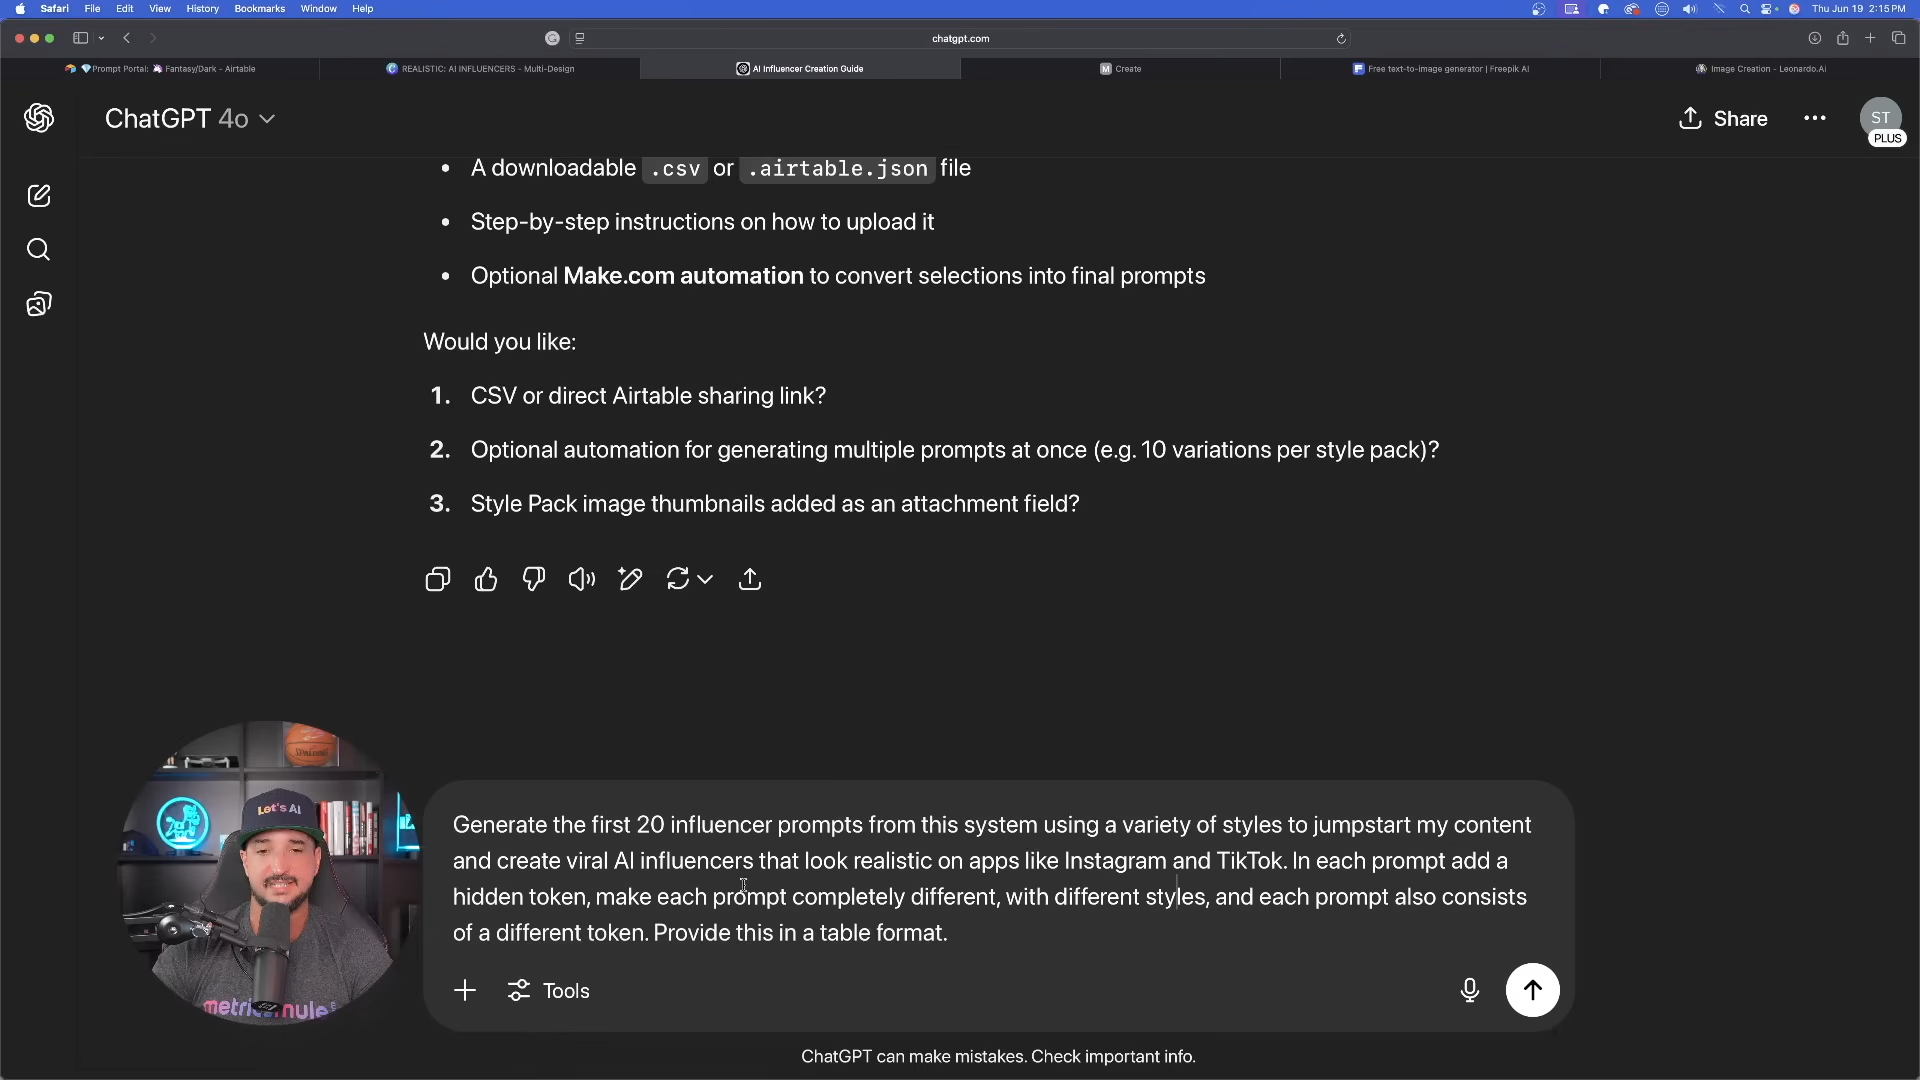 Safari File Edit View History Bookmarks Window Help
Thu Jun 19 2:15 PM
chatgpt.com
Prompt Portal: Fantasy/Dark - Airtable
REALISTIC: AI INFLUENCERS - Multi-Design
AI Influencer Creation Guide
Create
Free text-to-image generator | Freepik AI
Image Creation - Leonardo.Ai
ChatGPT 4o
Share
ST
PLUS
• A downloadable .csv or .airtable.json file
• Step-by-step instructions on how to upload it
• Optional Make.com automation to convert selections into final prompts
Would you like:
1. CSV or direct Airtable sharing link?
2. Optional automation for generating multiple prompts at once (e.g. 10 variations per style pack)?
3. Style Pack image thumbnails added as an attachment field?
SPALDING
Let's AI
Generate the first 20 influencer prompts from this system using a variety of styles to jumpstart my content
and create viral AI influencers that look realistic on apps like Instagram and TikTok. In each prompt add a
hidden token, make each prompt completely different, with different styles, and each prompt also consists
of a different token. Provide this in a table format.
Tools
ChatGPT can make mistakes. Check important info.